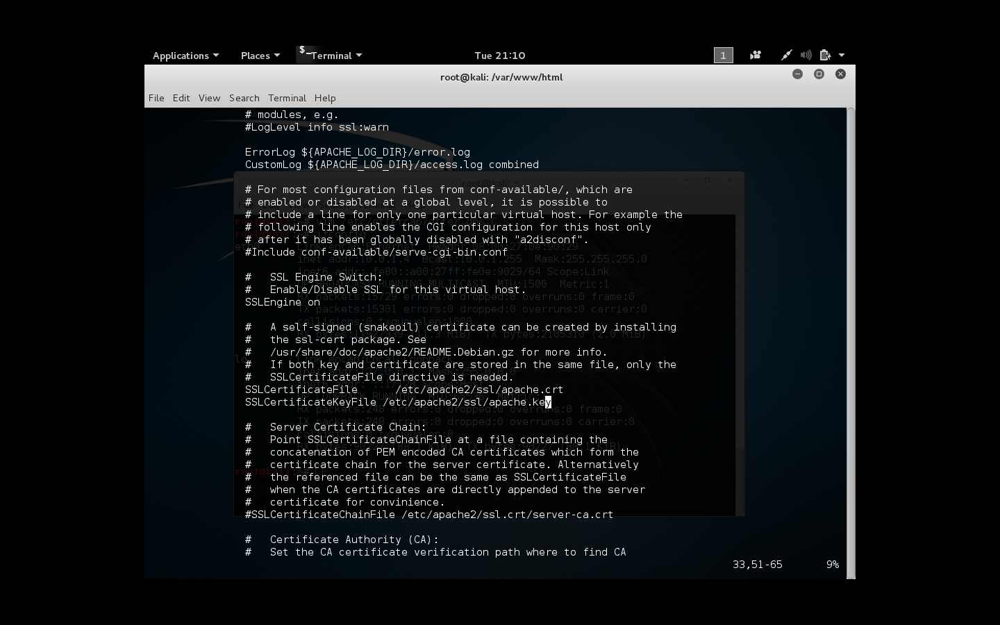 Applications Places $_ Terminal Tue 21:10 1
root@kali: /var/www/html
File Edit View Search Terminal Help
# modules, e.g.
#LogLevel info ssl:warn
ErrorLog ${APACHE_LOG_DIR}/error.log
CustomLog ${APACHE_LOG_DIR}/access.log combined
# For most configuration files from conf-available/, which are
# enabled or disabled at a global level, it is possible to
# include a line for only one particular virtual host. For example the
# following line enables the CGI configuration for this host only
# after it has been globally disabled with "a2disconf".
#Include conf-available/serve-cgi-bin.conf
#   SSL Engine Switch:
#   Enable/Disable SSL for this virtual host.
SSLEngine on
#   A self-signed (snakeoil) certificate can be created by installing
#   the ssl-cert package. See
#   /usr/share/doc/apache2/README.Debian.gz for more info.
#   If both key and certificate are stored in the same file, only the
#   SSLCertificateFile directive is needed.
SSLCertificateFile      /etc/apache2/ssl/apache.crt
SSLCertificateKeyFile /etc/apache2/ssl/apache.key
#   Server Certificate Chain:
#   Point SSLCertificateChainFile at a file containing the
#   concatenation of PEM encoded CA certificates which form the
#   certificate chain for the server certificate. Alternatively
#   the referenced file can be the same as SSLCertificateFile
#   when the CA certificates are directly appended to the server
#   certificate for convinience.
#SSLCertificateChainFile /etc/apache2/ssl.crt/server-ca.crt
#   Certificate Authority (CA):
#   Set the CA certificate verification path where to find CA
33,51-65 9%